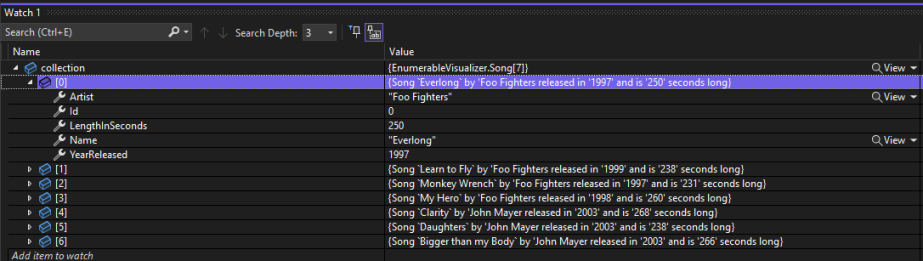 Watch 1
Search (Ctrl+E) Search Depth: 3
Name Value
collection {EnumerableVisualizer.Song[7]} View
[0] {Song `Everlong` by 'Foo Fighters released in '1997' and is '250' seconds long}
Artist "Foo Fighters" View
Id 0
LengthInSeconds 250
Name "Everlong" View
YearReleased 1997
[1] {Song `Learn to Fly` by 'Foo Fighters released in '1999' and is '238' seconds long}
[2] {Song `Monkey Wrench` by 'Foo Fighters released in '1997' and is '231' seconds long}
[3] {Song `My Hero` by 'Foo Fighters released in '1998' and is '260' seconds long}
[4] {Song `Clarity` by 'John Mayer released in '2003' and is '268' seconds long}
[5] {Song `Daughters` by 'John Mayer released in '2003' and is '238' seconds long}
[6] {Song `Bigger than my Body` by 'John Mayer released in '2003' and is '266' seconds long}
Add item to watch